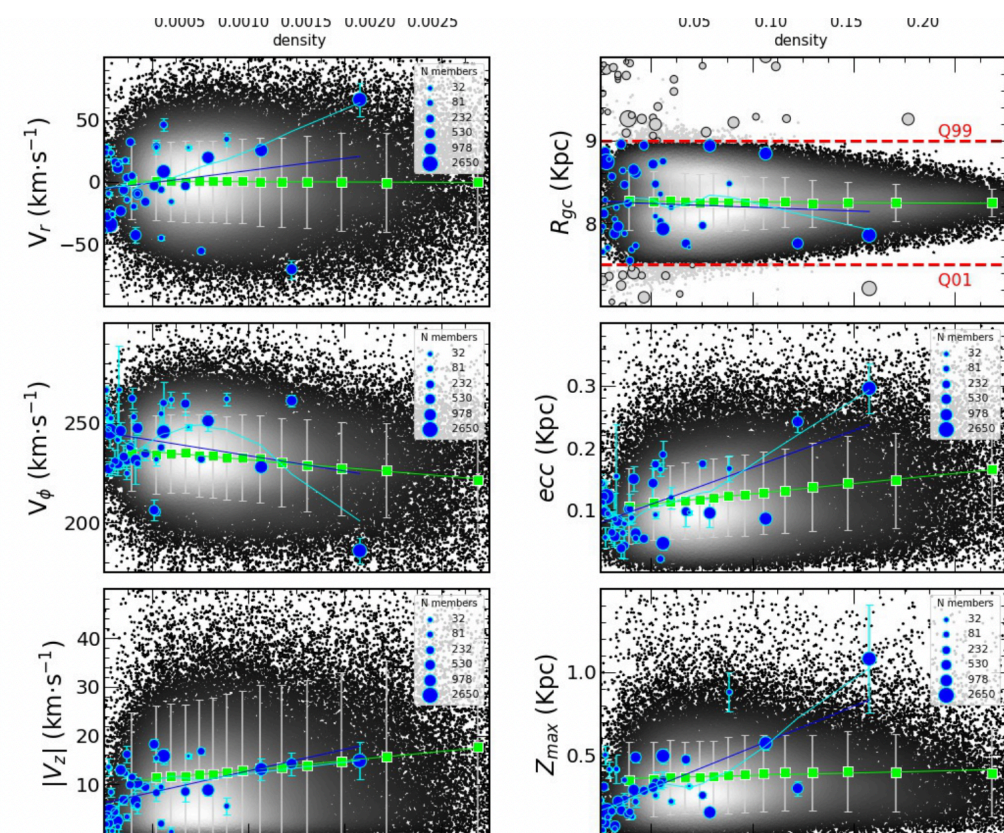 0.0005 0.0010 0.0015 0.0020 0.0025
density
0.05 0.10 0.15 0.20
density
V_r (km·s⁻¹)
50
0
−50
N members
32
81
232
530
978
2650
R_gc (Kpc)
9
8
Q99
Q01
V_ϕ (km·s⁻¹)
250
200
N members
32
81
232
530
978
2650
ecc (Kpc)
0.3
0.2
0.1
N members
32
81
232
530
978
2650
|V_z| (km·s⁻¹)
40
30
20
10
N members
32
81
232
530
978
2650
Z_max (Kpc)
1.0
0.5
N members
32
81
232
530
978
2650